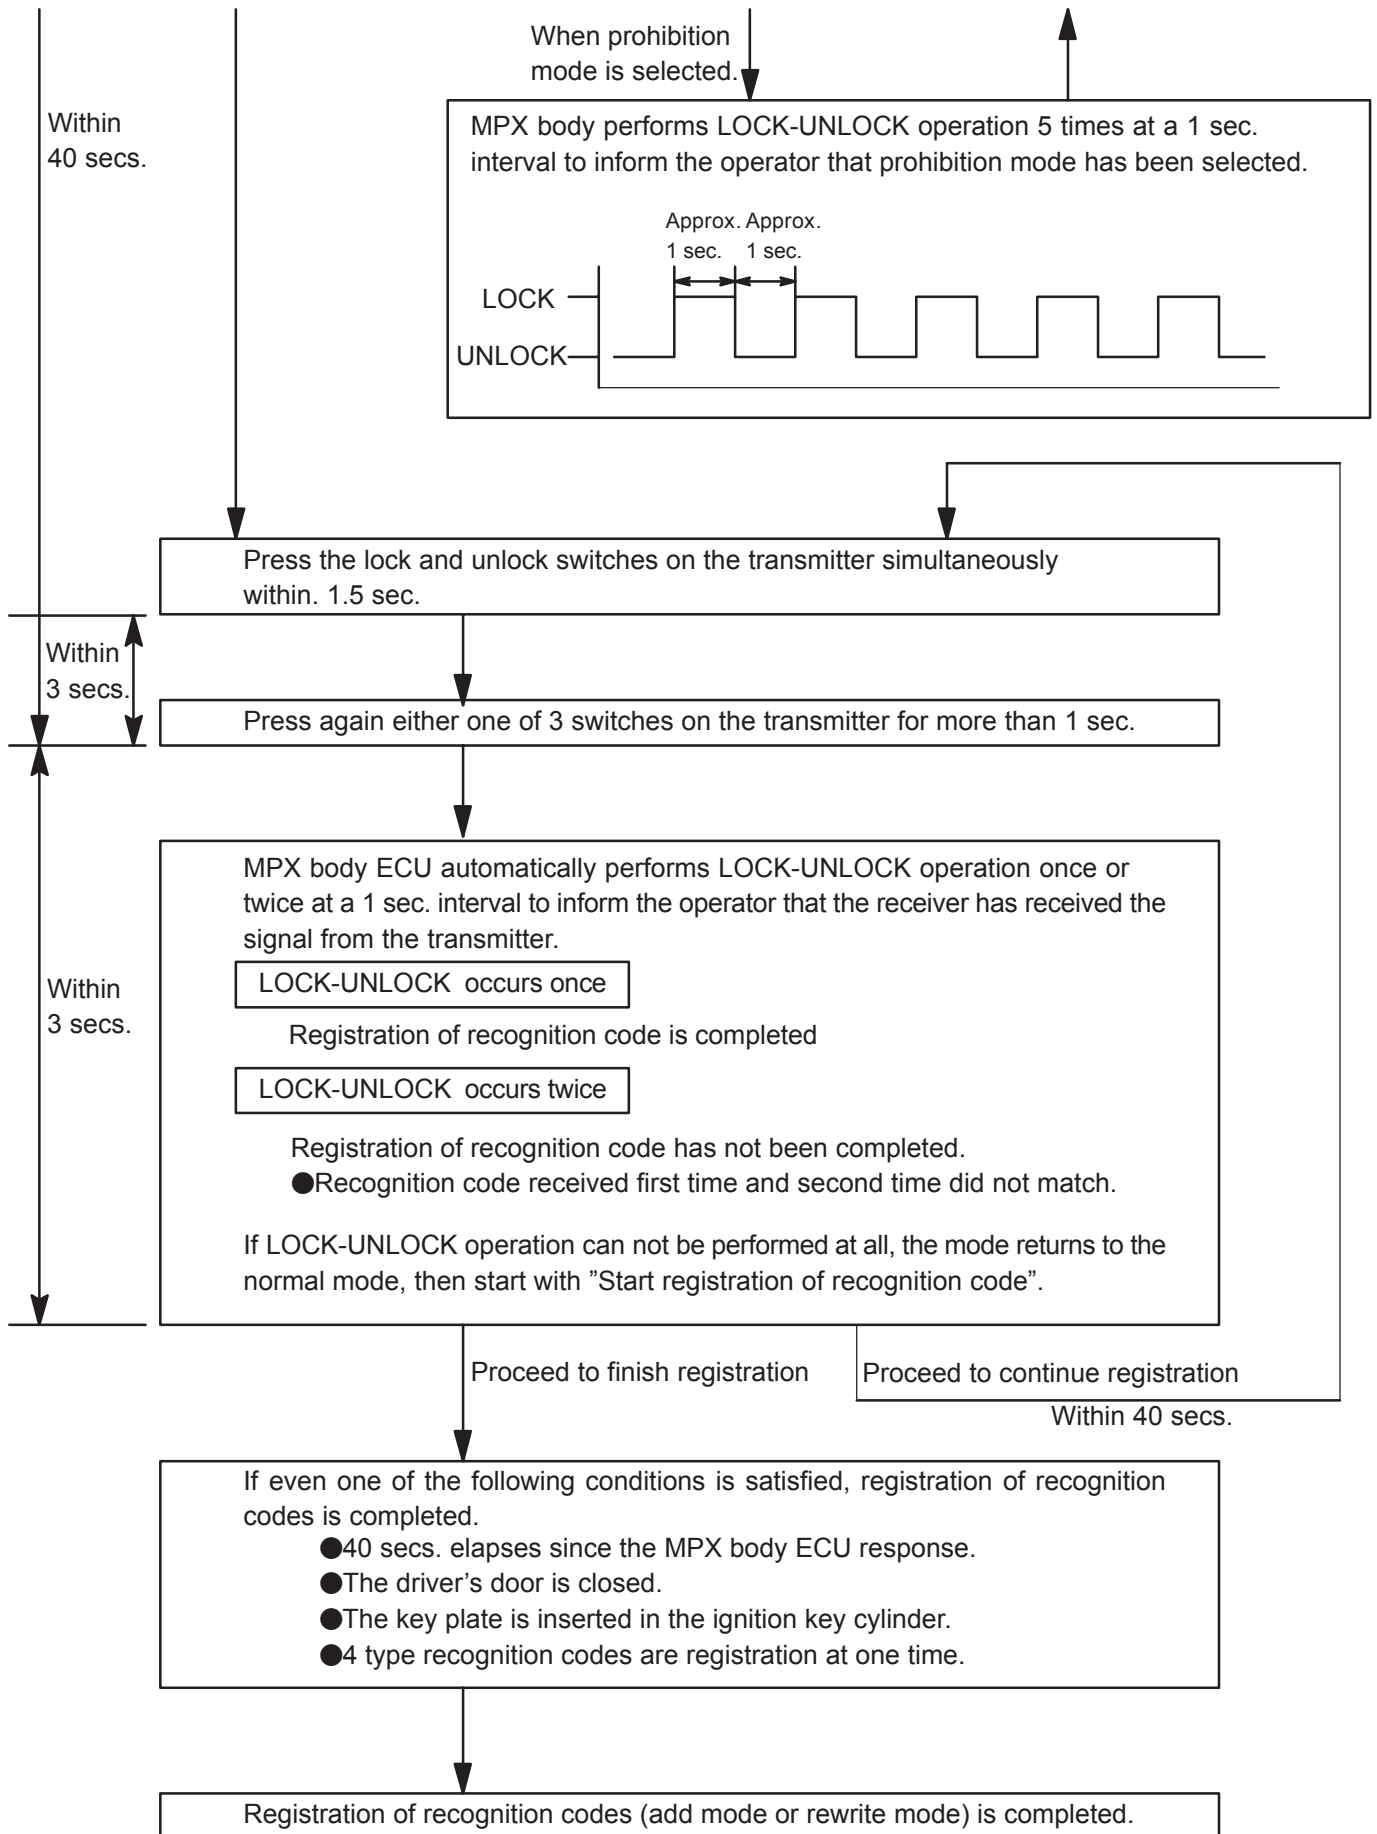 When prohibition
mode is selected.
Within
40 secs.
MPX body performs LOCK-UNLOCK operation 5 times at a 1 sec.
interval to inform the operator that prohibition mode has been selected.
Approx. Approx.
1 sec. 1 sec.
LOCK
UNLOCK
Press the lock and unlock switches on the transmitter simultaneously
within. 1.5 sec.
Within
3 secs.
Press again either one of 3 switches on the transmitter for more than 1 sec.
MPX body ECU automatically performs LOCK-UNLOCK operation once or
twice at a 1 sec. interval to inform the operator that the receiver has received the
signal from the transmitter.
LOCK-UNLOCK occurs once
Within
3 secs.
Registration of recognition code is completed
LOCK-UNLOCK occurs twice
Registration of recognition code has not been completed.
●Recognition code received first time and second time did not match.
If LOCK-UNLOCK operation can not be performed at all, the mode returns to the
normal mode, then start with ”Start registration of recognition code”.
Proceed to finish registration
Proceed to continue registration
Within 40 secs.
If even one of the following conditions is satisfied, registration of recognition
codes is completed.
●40 secs. elapses since the MPX body ECU response.
●The driver’s door is closed.
●The key plate is inserted in the ignition key cylinder.
●4 type recognition codes are registration at one time.
Registration of recognition codes (add mode or rewrite mode) is completed.